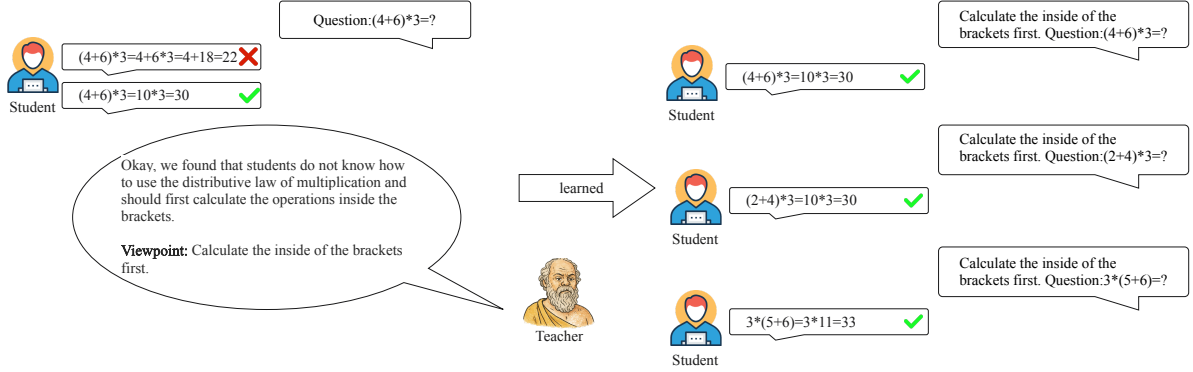 Question:(4+6)*3=?
(4+6)*3=4+6*3=4+18=22
(4+6)*3=10*3=30
Student
Okay, we found that students do not know how
to use the distributive law of multiplication and
should first calculate the operations inside the
brackets.
Viewpoint: Calculate the inside of the brackets
first.
Teacher
learned
Calculate the inside of the
brackets first. Question:(4+6)*3=?
(4+6)*3=10*3=30
Student
Calculate the inside of the
brackets first. Question:(2+4)*3=?
(2+4)*3=10*3=30
Student
Calculate the inside of the
brackets first. Question:3*(5+6)=?
3*(5+6)=3*11=33
Student